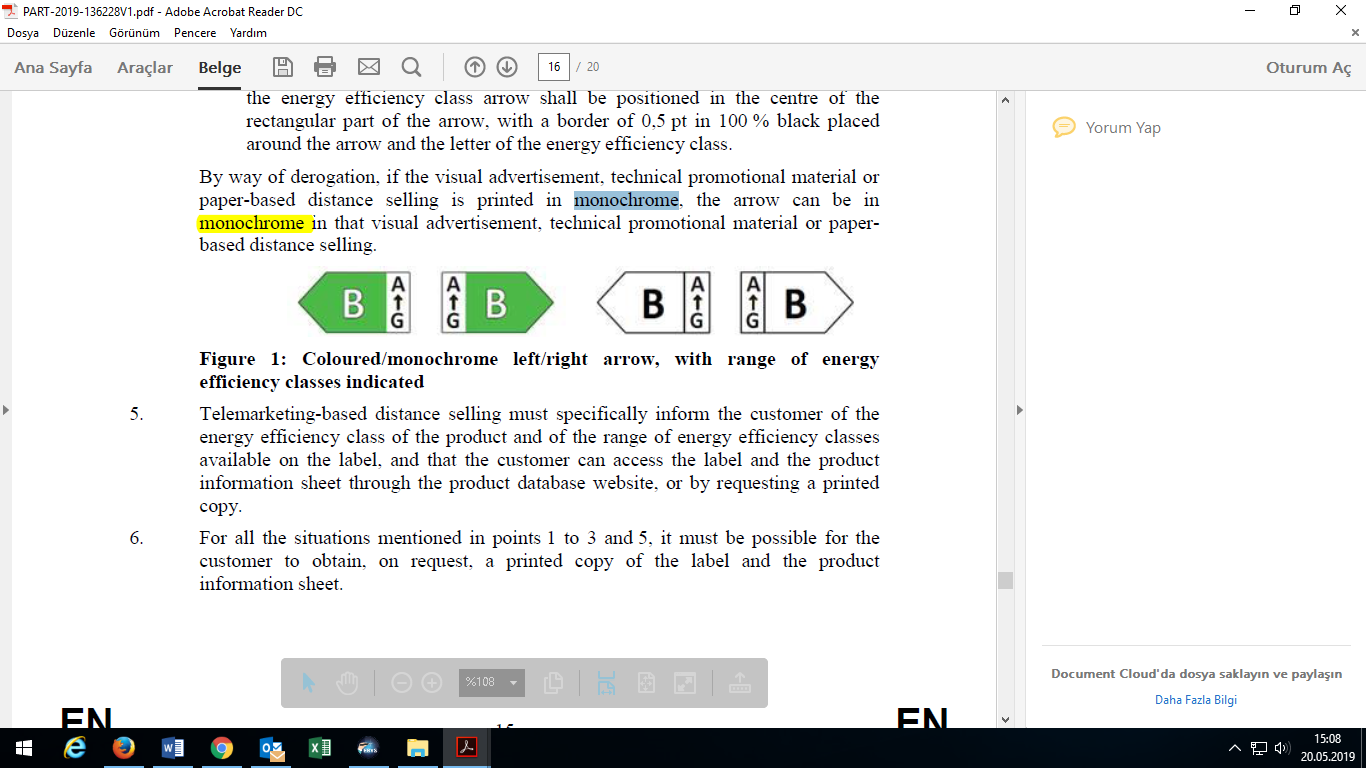 PART-2019-136228V1.pdf - Adobe Acrobat Reader DC
Dosya Düzenle Görünüm Pencere Yardım
Ana Sayfa Araçlar Belge 16 / 20 Oturum Aç
the energy efficiency class arrow shall be positioned in the centre of the
rectangular part of the arrow, with a border of 0,5 pt in 100 % black placed
around the arrow and the letter of the energy efficiency class.
By way of derogation, if the visual advertisement, technical promotional material or
paper-based distance selling is printed in monochrome, the arrow can be in
monochrome in that visual advertisement, technical promotional material or paper-
based distance selling.
B A G A G B B A G A G B
Figure 1: Coloured/monochrome left/right arrow, with range of energy
efficiency classes indicated
5. Telemarketing-based distance selling must specifically inform the customer of the
energy efficiency class of the product and of the range of energy efficiency classes
available on the label, and that the customer can access the label and the product
information sheet through the product database website, or by requesting a printed
copy.
6. For all the situations mentioned in points 1 to 3 and 5, it must be possible for the
customer to obtain, on request, a printed copy of the label and the product
information sheet.
%108
EN 15 EN
Yorum Yap
Document Cloud'da dosya saklayın ve paylaşın
Daha Fazla Bilgi
15:08
20.05.2019